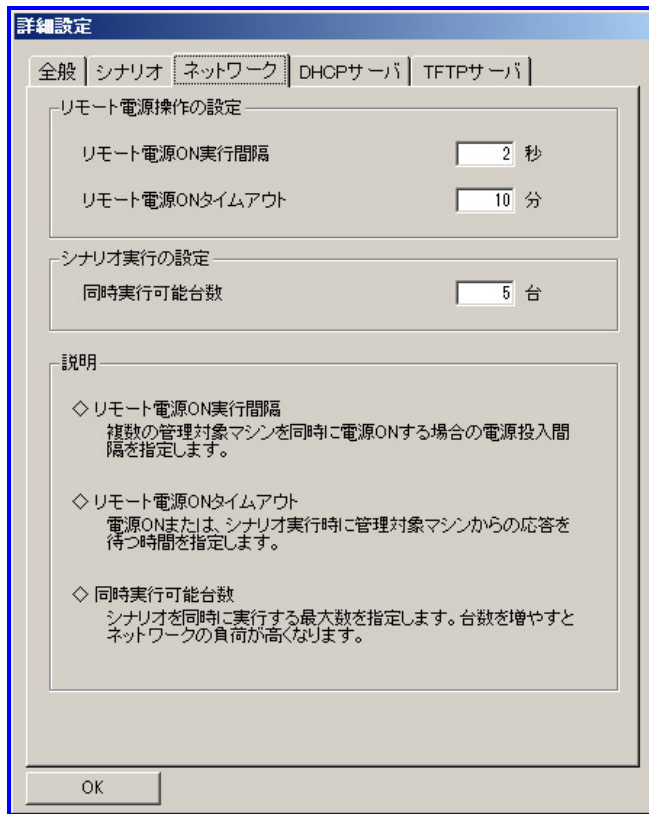 詳細設定
全般 シナリオ ネットワーク DHCPサーバ TFTPサーバ
リモート電源操作の設定
リモート電源ON実行間隔 2 秒
リモート電源ONタイムアウト 10 分
シナリオ実行の設定
同時実行可能台数 5 台
説明
◇ リモート電源ON実行間隔
複数の管理対象マシンを同時に電源ONする場合の電源投入間
隔を指定します。
◇ リモート電源ONタイムアウト
電源ONまたは、シナリオ実行時に管理対象マシンからの応答を
待つ時間を指定します。
◇ 同時実行可能台数
シナリオを同時に実行する最大数を指定します。台数を増やすと
ネットワークの負荷が高くなります。
OK